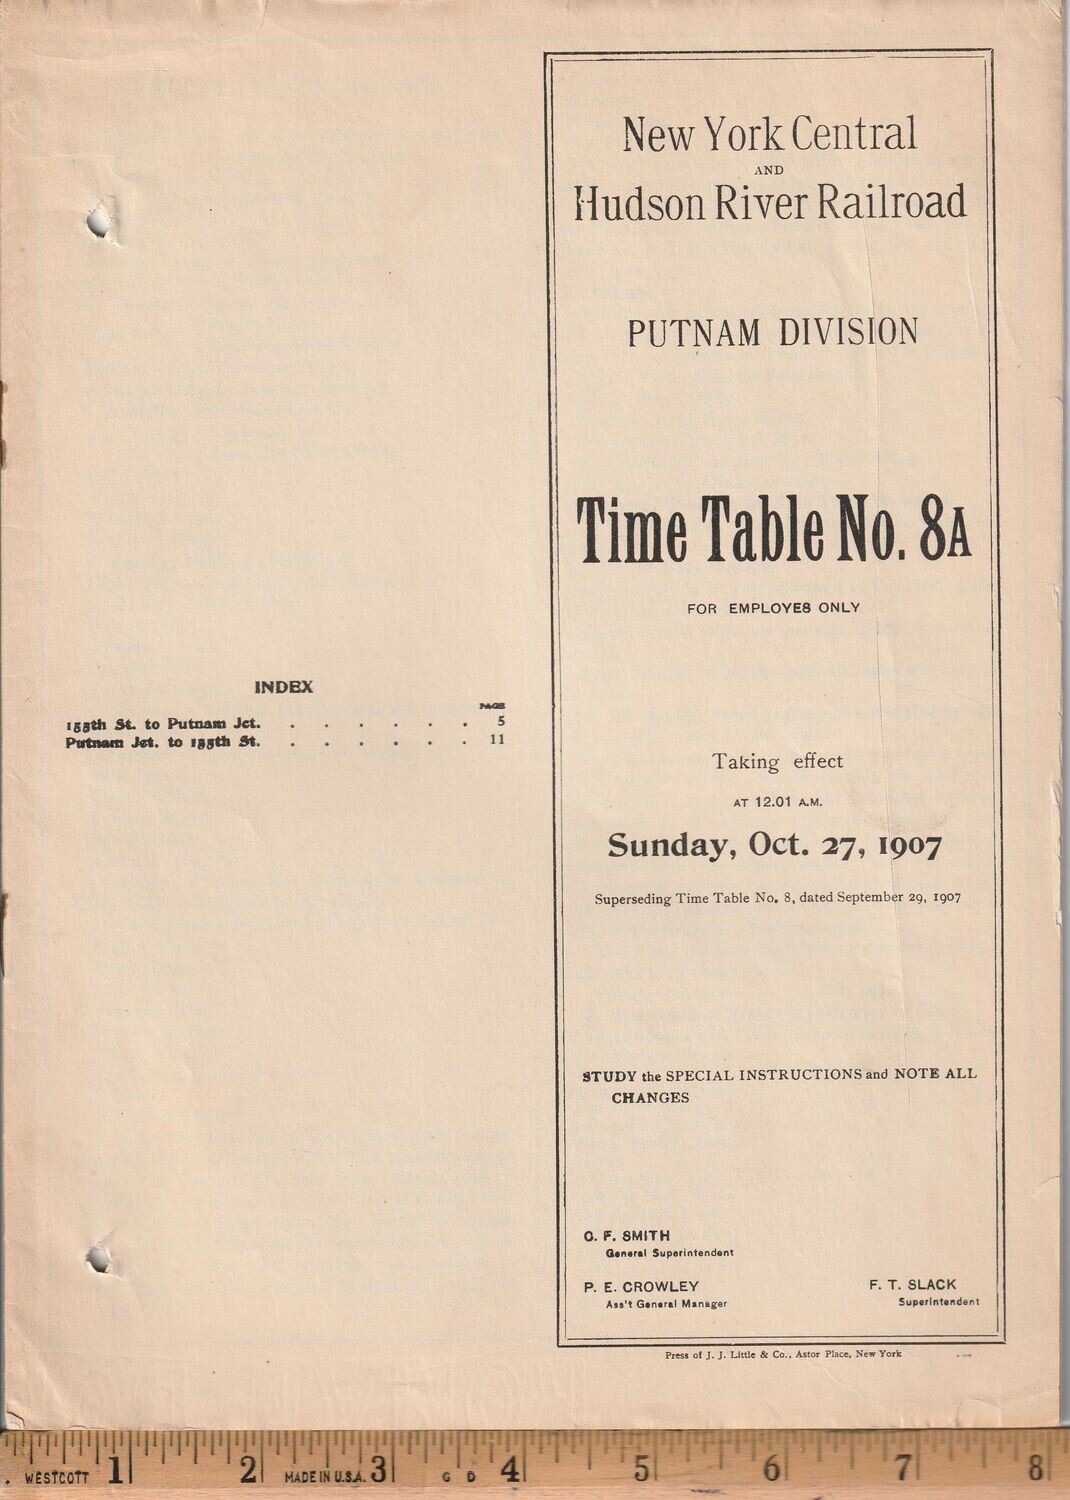 New York Central
AND
Hudson River Railroad
PUTNAM DIVISION
Time Table No. 8A
FOR EMPLOYES ONLY
INDEX
PAGE
155th St. to Putnam Jct. . . . . . . 5
Putnam Jct. to 155th St. . . . . . . 11
Taking effect
AT 12.01 A.M.
Sunday, Oct. 27, 1907
Superseding Time Table No. 8, dated September 29, 1907
STUDY the SPECIAL INSTRUCTIONS and NOTE ALL
CHANGES
O. F. SMITH
General Superintendent
P. E. CROWLEY
Ass't General Manager
F. T. SLACK
Superintendent
Press of J. J. Little & Co., Astor Place, New York
WESTCOTT 1 2 MADE IN U.S.A. 3 G D 4 5 6 7 8